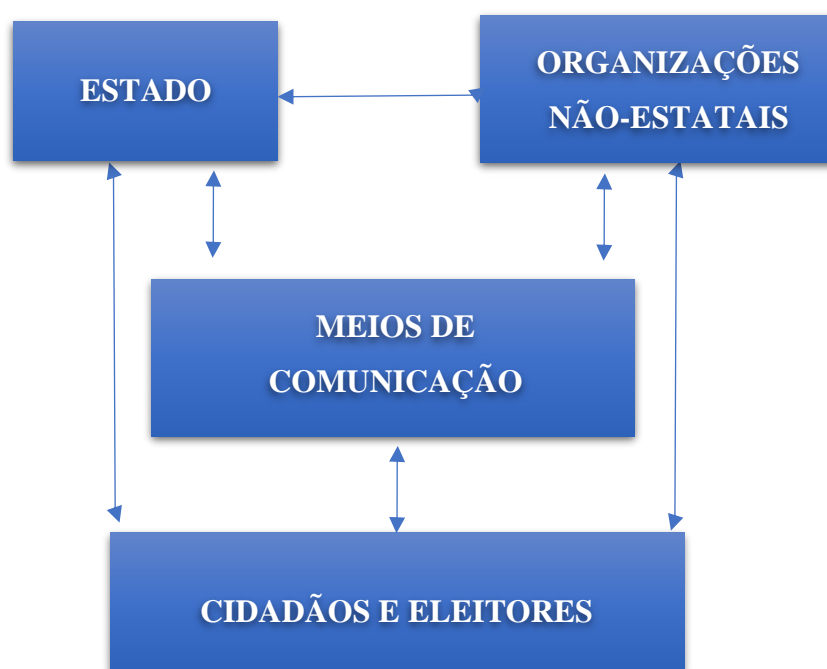 ESTADO
ORGANIZAÇÕES
NÃO-ESTATAIS
MEIOS DE
COMUNICAÇÃO
CIDADÃOS E ELEITORES